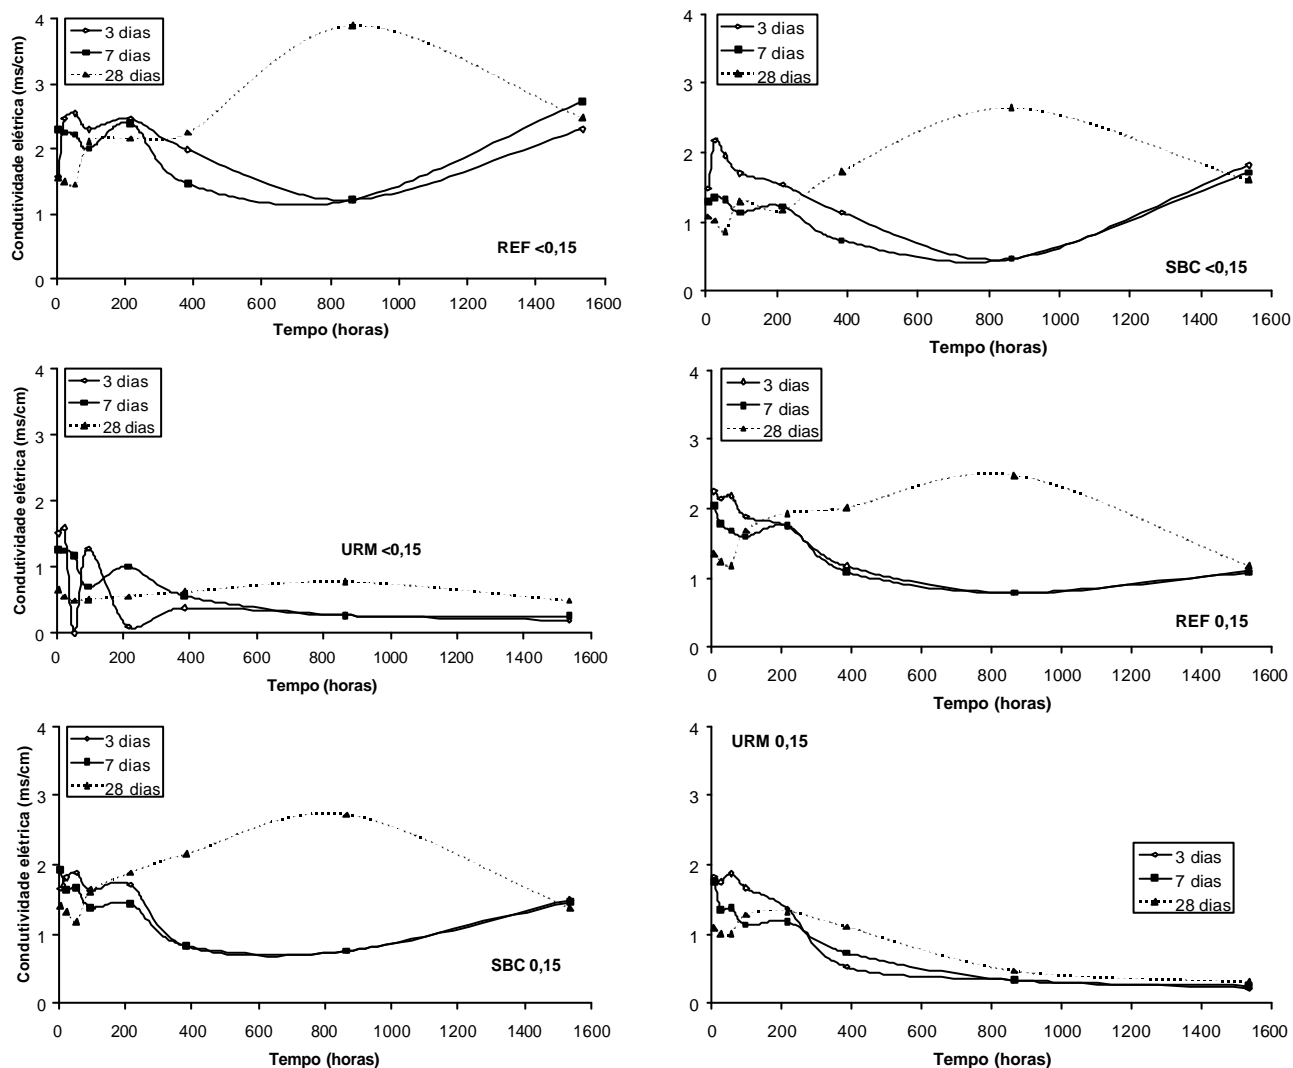 4
3
2
1
0
Condutividade elétrica (ms/cm)
3 dias
7 dias
28 dias
REF <0,15
0 200 400 600 800 1000 1200 1400 1600
Tempo (horas)
4
3
2
1
0
3 dias
7 dias
28 dias
SBC <0,15
0 200 400 600 800 1000 1200 1400 1600
Tempo (horas)
4
3
2
1
0
Condutividade elétrica (ms/cm)
3 dias
7 dias
28 dias
URM <0,15
0 200 400 600 800 1000 1200 1400 1600
Tempo (horas)
4
3
2
1
0
3 dias
7 dias
28 dias
REF 0,15
0 200 400 600 800 1000 1200 1400 1600
Tempo (horas)
4
3
2
1
0
Condutividade elétrica (ms/cm)
3 dias
7 dias
28 dias
SBC 0,15
0 200 400 600 800 1000 1200 1400 1600
Tempo (horas)
4
3
2
1
0
URM 0,15
3 dias
7 dias
28 dias
0 200 400 600 800 1000 1200 1400 1600
Tempo (horas)